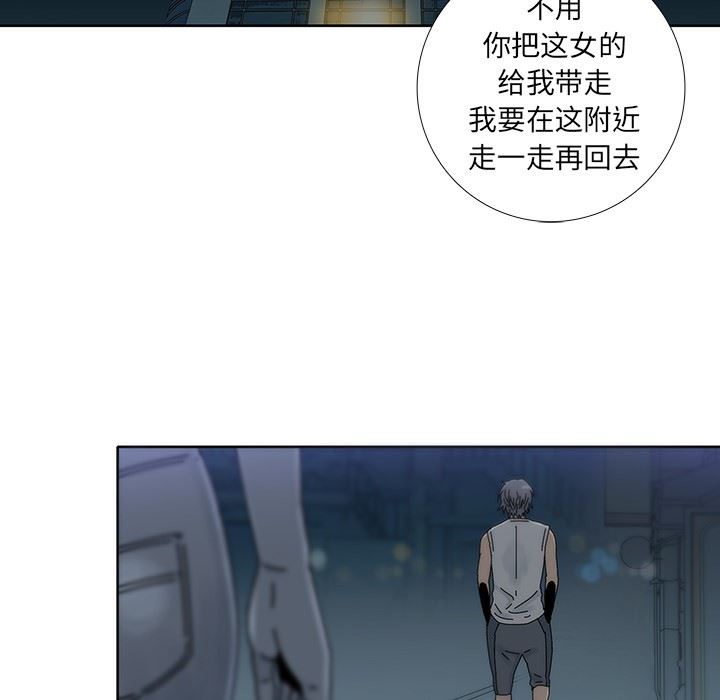 不用
你把这女的
给我带走
我要在这附近
走一走再回去